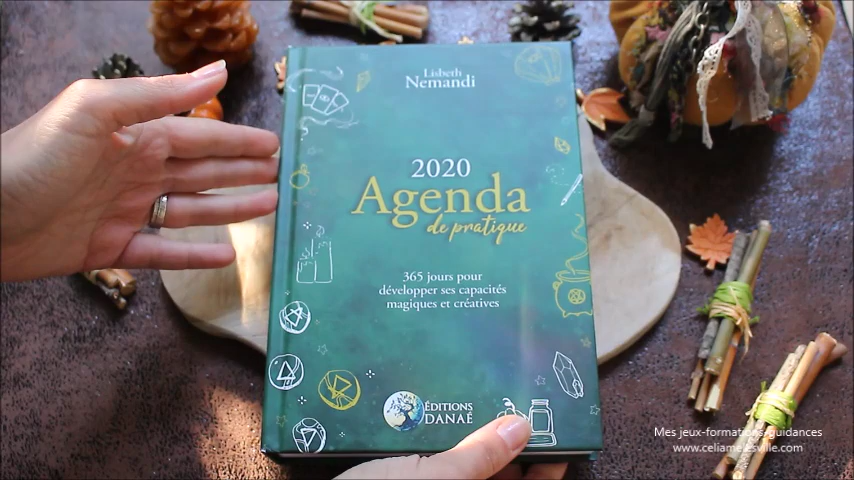 Lisbeth
Nemandi
2020
Agenda
de pratique
365 jours pour
développer ses capacités
magiques et créatives
ÉDITIONS
DANAÉ
Mes jeux-formations-guidances
www.celiamelesville.com